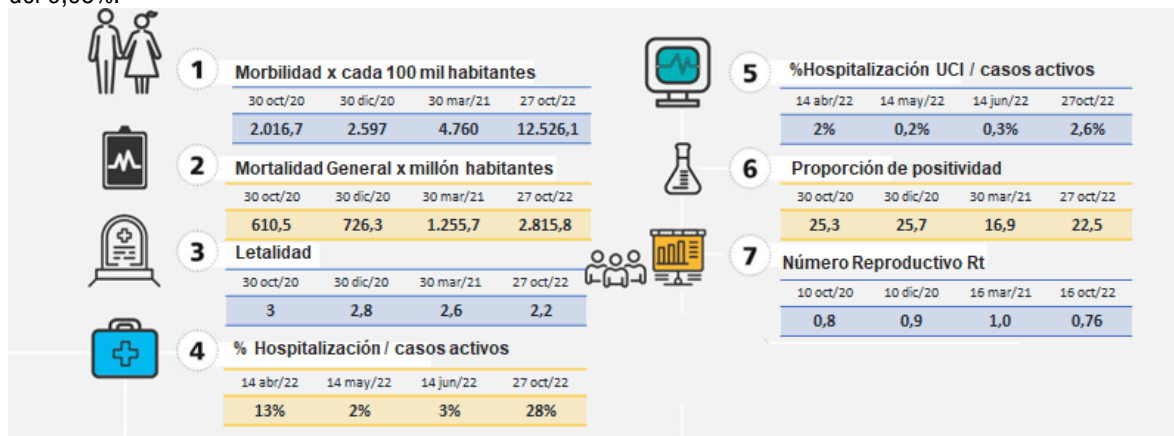 1 Morbilidad x cada 100 mil habitantes
30 oct/20 30 dic/20 30 mar/21 27 oct/22
2.016,7 2.597 4.760 12.526,1
2 Mortalidad General x millón habitantes
30 oct/20 30 dic/20 30 mar/21 27 oct/22
610,5 726,3 1.255,7 2.815,8
3 Letalidad
30 oct/20 30 dic/20 30 mar/21 27 oct/22
3 2,8 2,6 2,2
4 % Hospitalización / casos activos
14 abr/22 14 may/22 14 jun/22 27 oct/22
13% 2% 3% 28%
5 %Hospitalización UCI / casos activos
14 abr/22 14 may/22 14 jun/22 27oct/22
2% 0,2% 0,3% 2,6%
6 Proporción de positividad
30 oct/20 30 dic/20 30 mar/21 27 oct/22
25,3 25,7 16,9 22,5
7 Número Reproductivo Rt
10 oct/20 10 dic/20 16 mar/21 16 oct/22
0,8 0,9 1,0 0,76